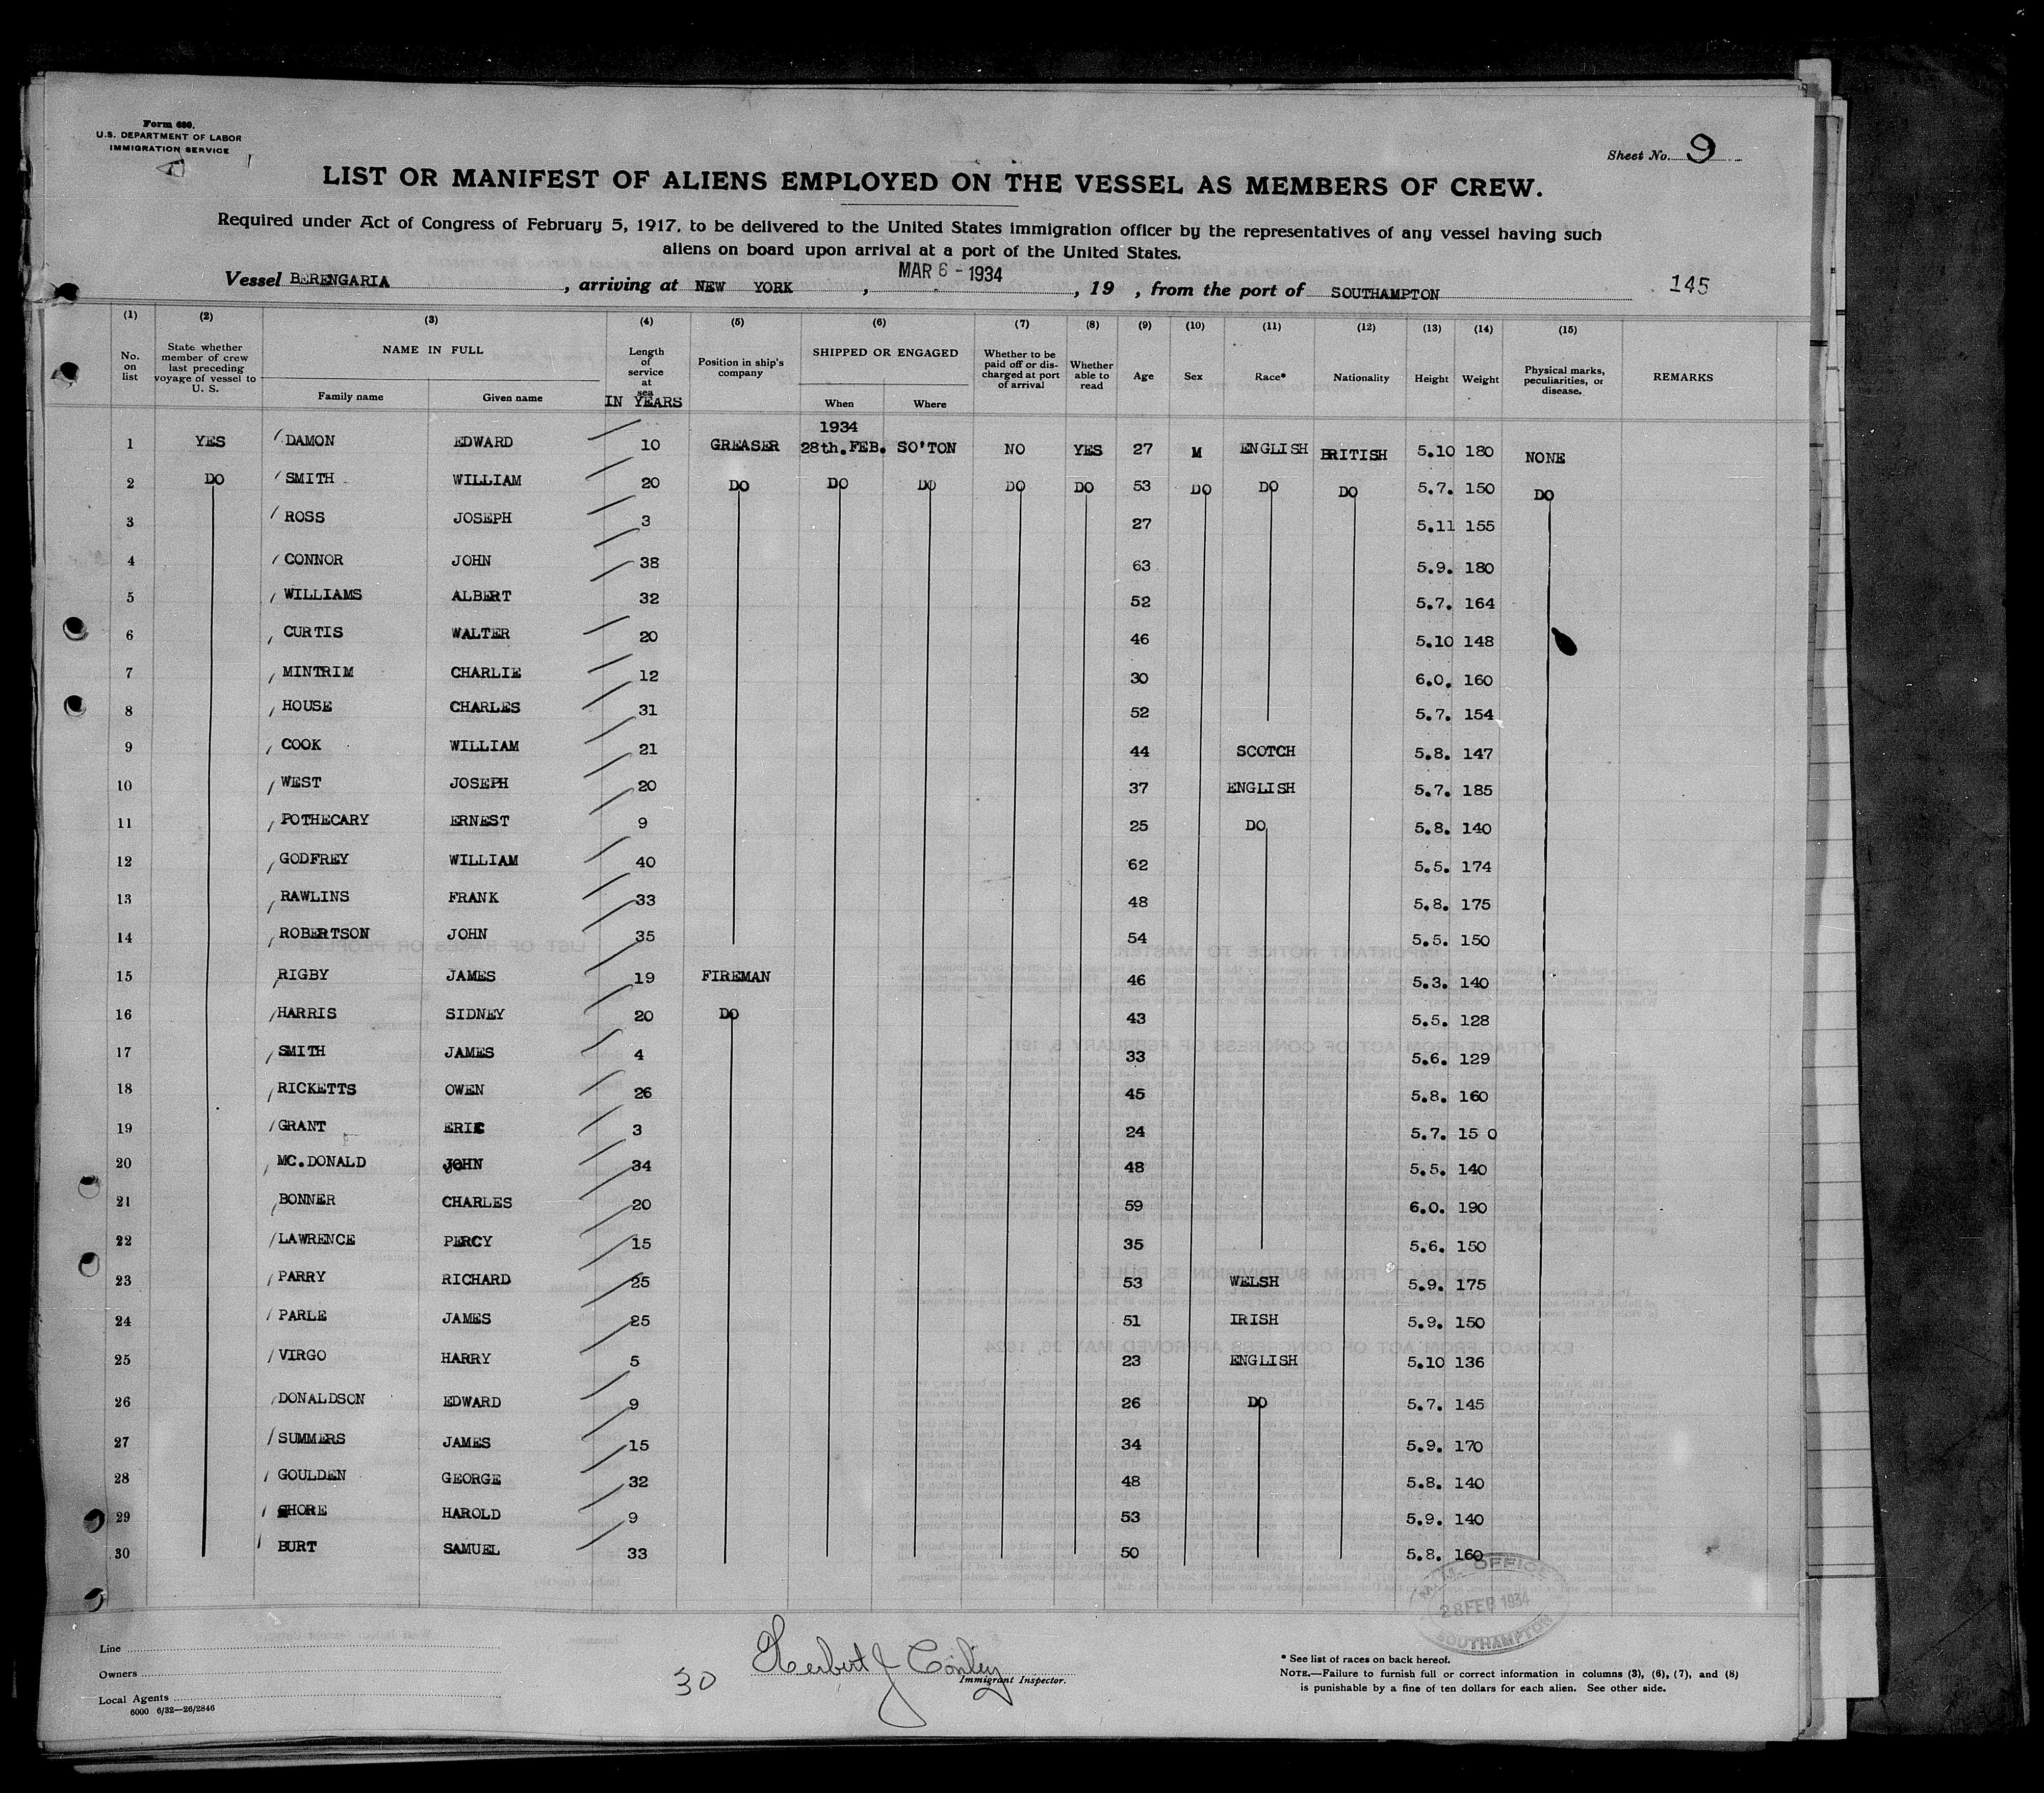 Form 680.
U.S. DEPARTMENT OF LABOR
IMMIGRATION SERVICE
Sheet No. 9
LIST OR MANIFEST OF ALIENS EMPLOYED ON THE VESSEL AS MEMBERS OF CREW.
Required under Act of Congress of February 5, 1917, to be delivered to the United States immigration officer by the representatives of any vessel having such
aliens on board upon arrival at a port of the United States.
Vessel BERENGARIA, arriving at NEW YORK, MAR 6 - 1934, 19 , from the port of SOUTHAMPTON 145
(1) (2) (3) (4) (5) (6) (7) (8) (9) (10) (11) (12) (13) (14) (15)
No. on list State whether member of crew last preceding voyage of vessel to U. S. NAME IN FULL Family name Given name Length of service at sea IN YEARS Position in ship's company SHIPPED OR ENGAGED When Where Whether to be paid off or discharged at port of arrival Whether able to read Age Sex Race* Nationality Height Weight Physical marks, peculiarities, or disease. REMARKS
1934
1 YES DAMON EDWARD 10 GREASER 28th.FEB. SO'TON NO YES 27 M ENGLISH BRITISH 5.10 180 NONE
2 DO SMITH WILLIAM 20 DO DO DO DO DO 53 DO DO DO 5.7. 150 DO
3 ROSS JOSEPH 3 27 5.11 155
4 CONNOR JOHN 38 63 5.9. 180
5 WILLIAMS ALBERT 32 52 5.7. 164
6 CURTIS WALTER 20 46 5.10 148
7 MINTRIM CHARLIE 12 30 6.0. 160
8 HOUSE CHARLES 31 52 5.7. 154
9 COOK WILLIAM 21 44 SCOTCH 5.8. 147
10 WEST JOSEPH 20 37 ENGLISH 5.7. 185
11 POTHECARY ERNEST 9 25 DO 5.8. 140
12 GODFREY WILLIAM 40 62 5.5. 174
13 RAWLINS FRANK 33 48 5.8. 175
14 ROBERTSON JOHN 35 54 5.5. 150
15 RIGBY JAMES 19 FIREMAN 46 5.3. 140
16 HARRIS SIDNEY 20 DO 43 5.5. 128
17 SMITH JAMES 4 33 5.6. 129
18 RICKETTS OWEN 26 45 5.8. 160
19 GRANT ERIC 3 24 5.7. 15 0
20 MC.DONALD JOHN 34 48 5.5. 140
21 BONNER CHARLES 20 59 6.0. 190
22 LAWRENCE PERCY 15 35 5.6. 150
23 PARRY RICHARD 25 53 WELSH 5.9. 175
24 PARLE JAMES 25 51 IRISH 5.9. 150
25 VIRGO HARRY 5 23 ENGLISH 5.10 136
26 DONALDSON EDWARD 9 26 DO 5.7. 145
27 SUMMERS JAMES 15 34 5.9. 170
28 GOULDEN GEORGE 32 48 5.8. 140
29 SHORE HAROLD 9 53 5.9. 140
30 BURT SAMUEL 33 50 5.8. 160
OFFICE
28 FEB 1934
SOUTHAMPTON
Line
Owners
Local Agents
6000 6/32—26/2846
30
Herbert J Conley
Immigrant Inspector.
* See list of races on back hereof.
NOTE.—Failure to furnish full or correct information in columns (3), (6), (7), and (8)
is punishable by a fine of ten dollars for each alien. See other side.